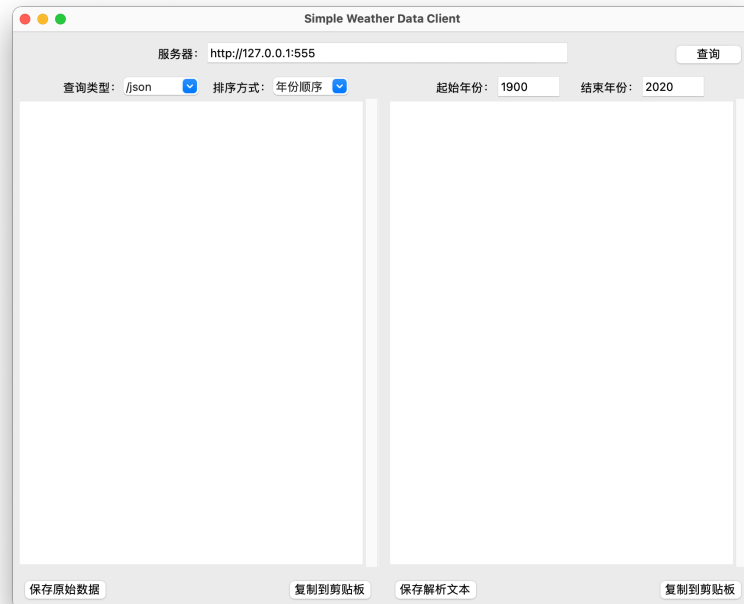 Simple Weather Data Client
服务器： http://127.0.0.1:555 查询
查询类型： /json 排序方式： 年份顺序 起始年份： 1900 结束年份： 2020
保存原始数据 复制到剪贴板 保存解析文本 复制到剪贴板